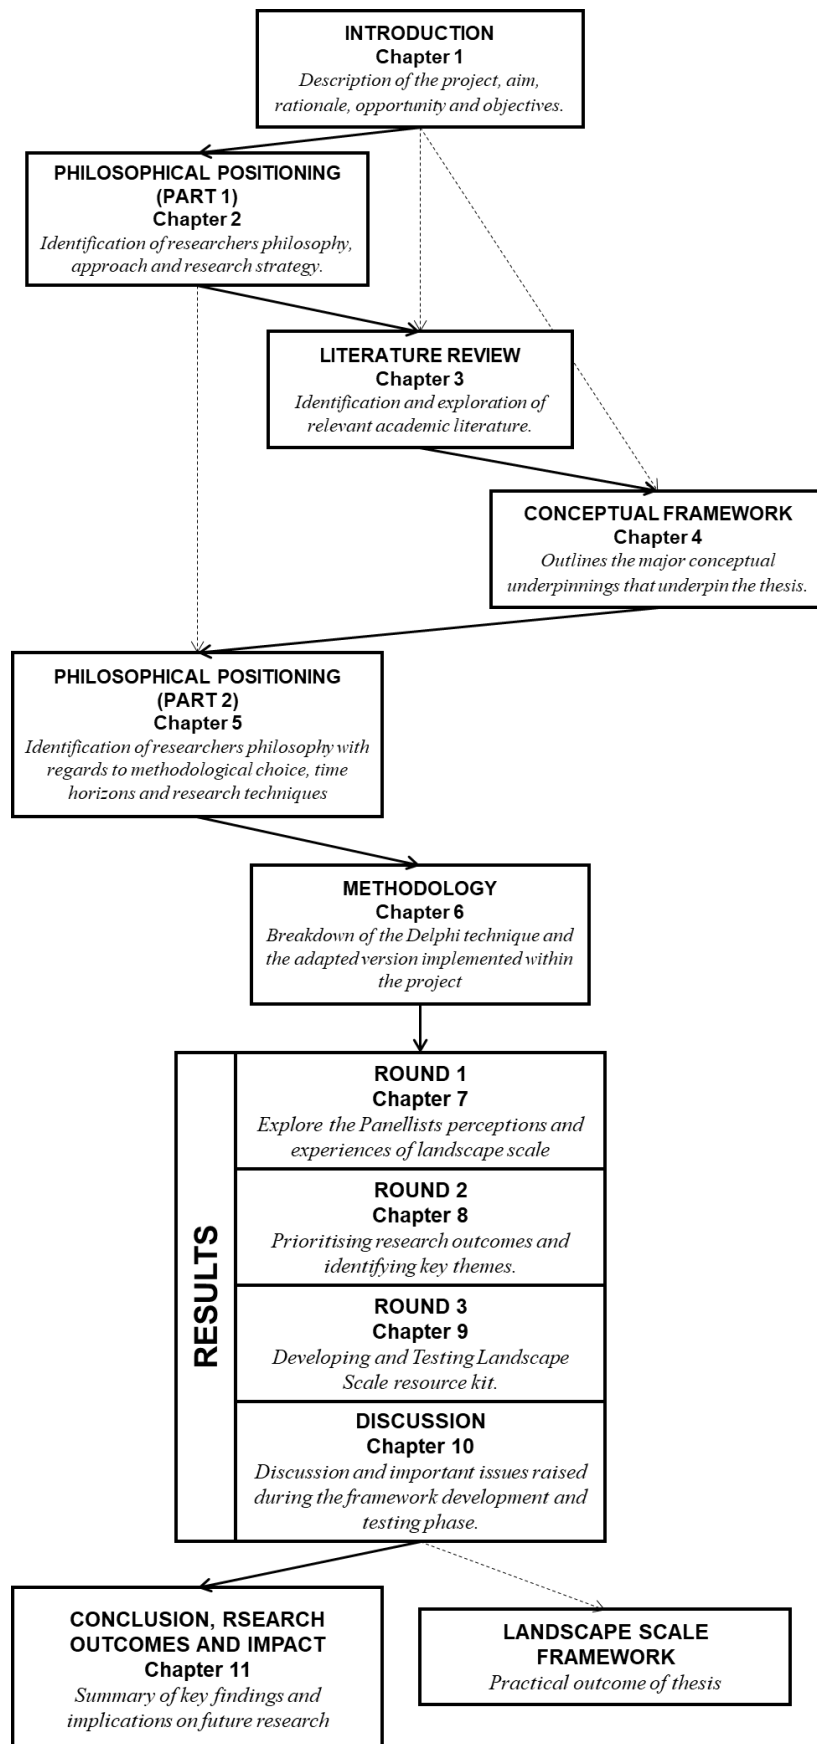 INTRODUCTION
Chapter 1
Description of the project, aim,
rationale, opportunity and objectives.
PHILOSOPHICAL POSITIONING
(PART 1)
Chapter 2
Identification of researchers philosophy,
approach and research strategy.
LITERATURE REVIEW
Chapter 3
Identification and exploration of
relevant academic literature.
CONCEPTUAL FRAMEWORK
Chapter 4
Outlines the major conceptual
underpinnings that underpin the thesis.
PHILOSOPHICAL POSITIONING
(PART 2)
Chapter 5
Identification of researchers philosophy with
regards to methodological choice, time
horizons and research techniques
METHODOLOGY
Chapter 6
Breakdown of the Delphi technique and
the adapted version implemented within
the project
RESULTS
ROUND 1
Chapter 7
Explore the Panellists perceptions and
experiences of landscape scale
ROUND 2
Chapter 8
Prioritising research outcomes and
identifying key themes.
ROUND 3
Chapter 9
Developing and Testing Landscape
Scale resource kit.
DISCUSSION
Chapter 10
Discussion and important issues raised
during the framework development and
testing phase.
CONCLUSION, RSEARCH
OUTCOMES AND IMPACT
Chapter 11
Summary of key findings and
implications on future research
LANDSCAPE SCALE
FRAMEWORK
Practical outcome of thesis